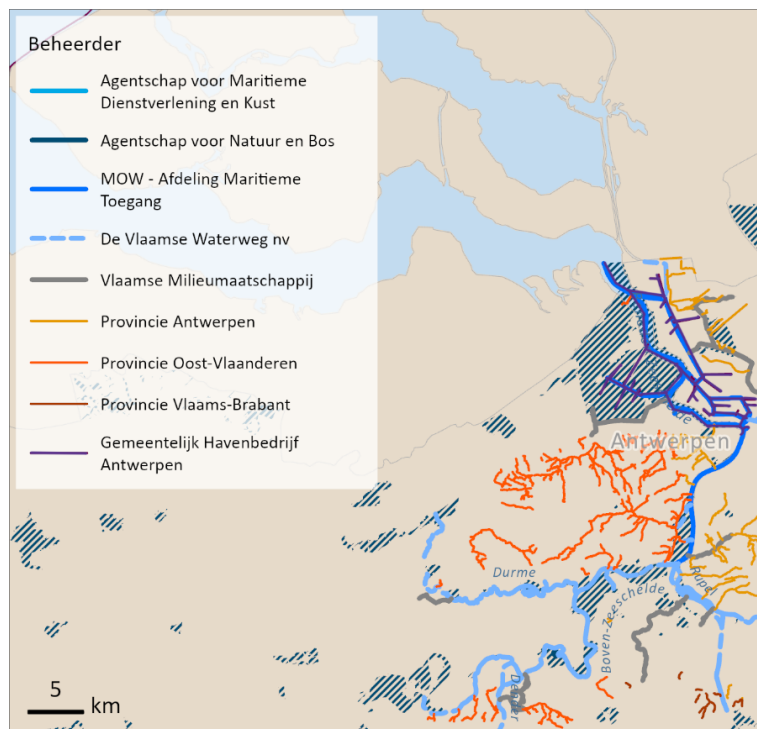 Beheerder
Agentschap voor Maritieme
Dienstverlening en Kust
Agentschap voor Natuur en Bos
MOW - Afdeling Maritieme
Toegang
De Vlaamse Waterweg nv
Vlaamse Milieumaatschappij
Provincie Antwerpen
Provincie Oost-Vlaanderen
Provincie Vlaams-Brabant
Gemeentelijk Havenbedrijf
Antwerpen
Antwerpen
Durme
Boven-Zeeschelde
Dender
5
km